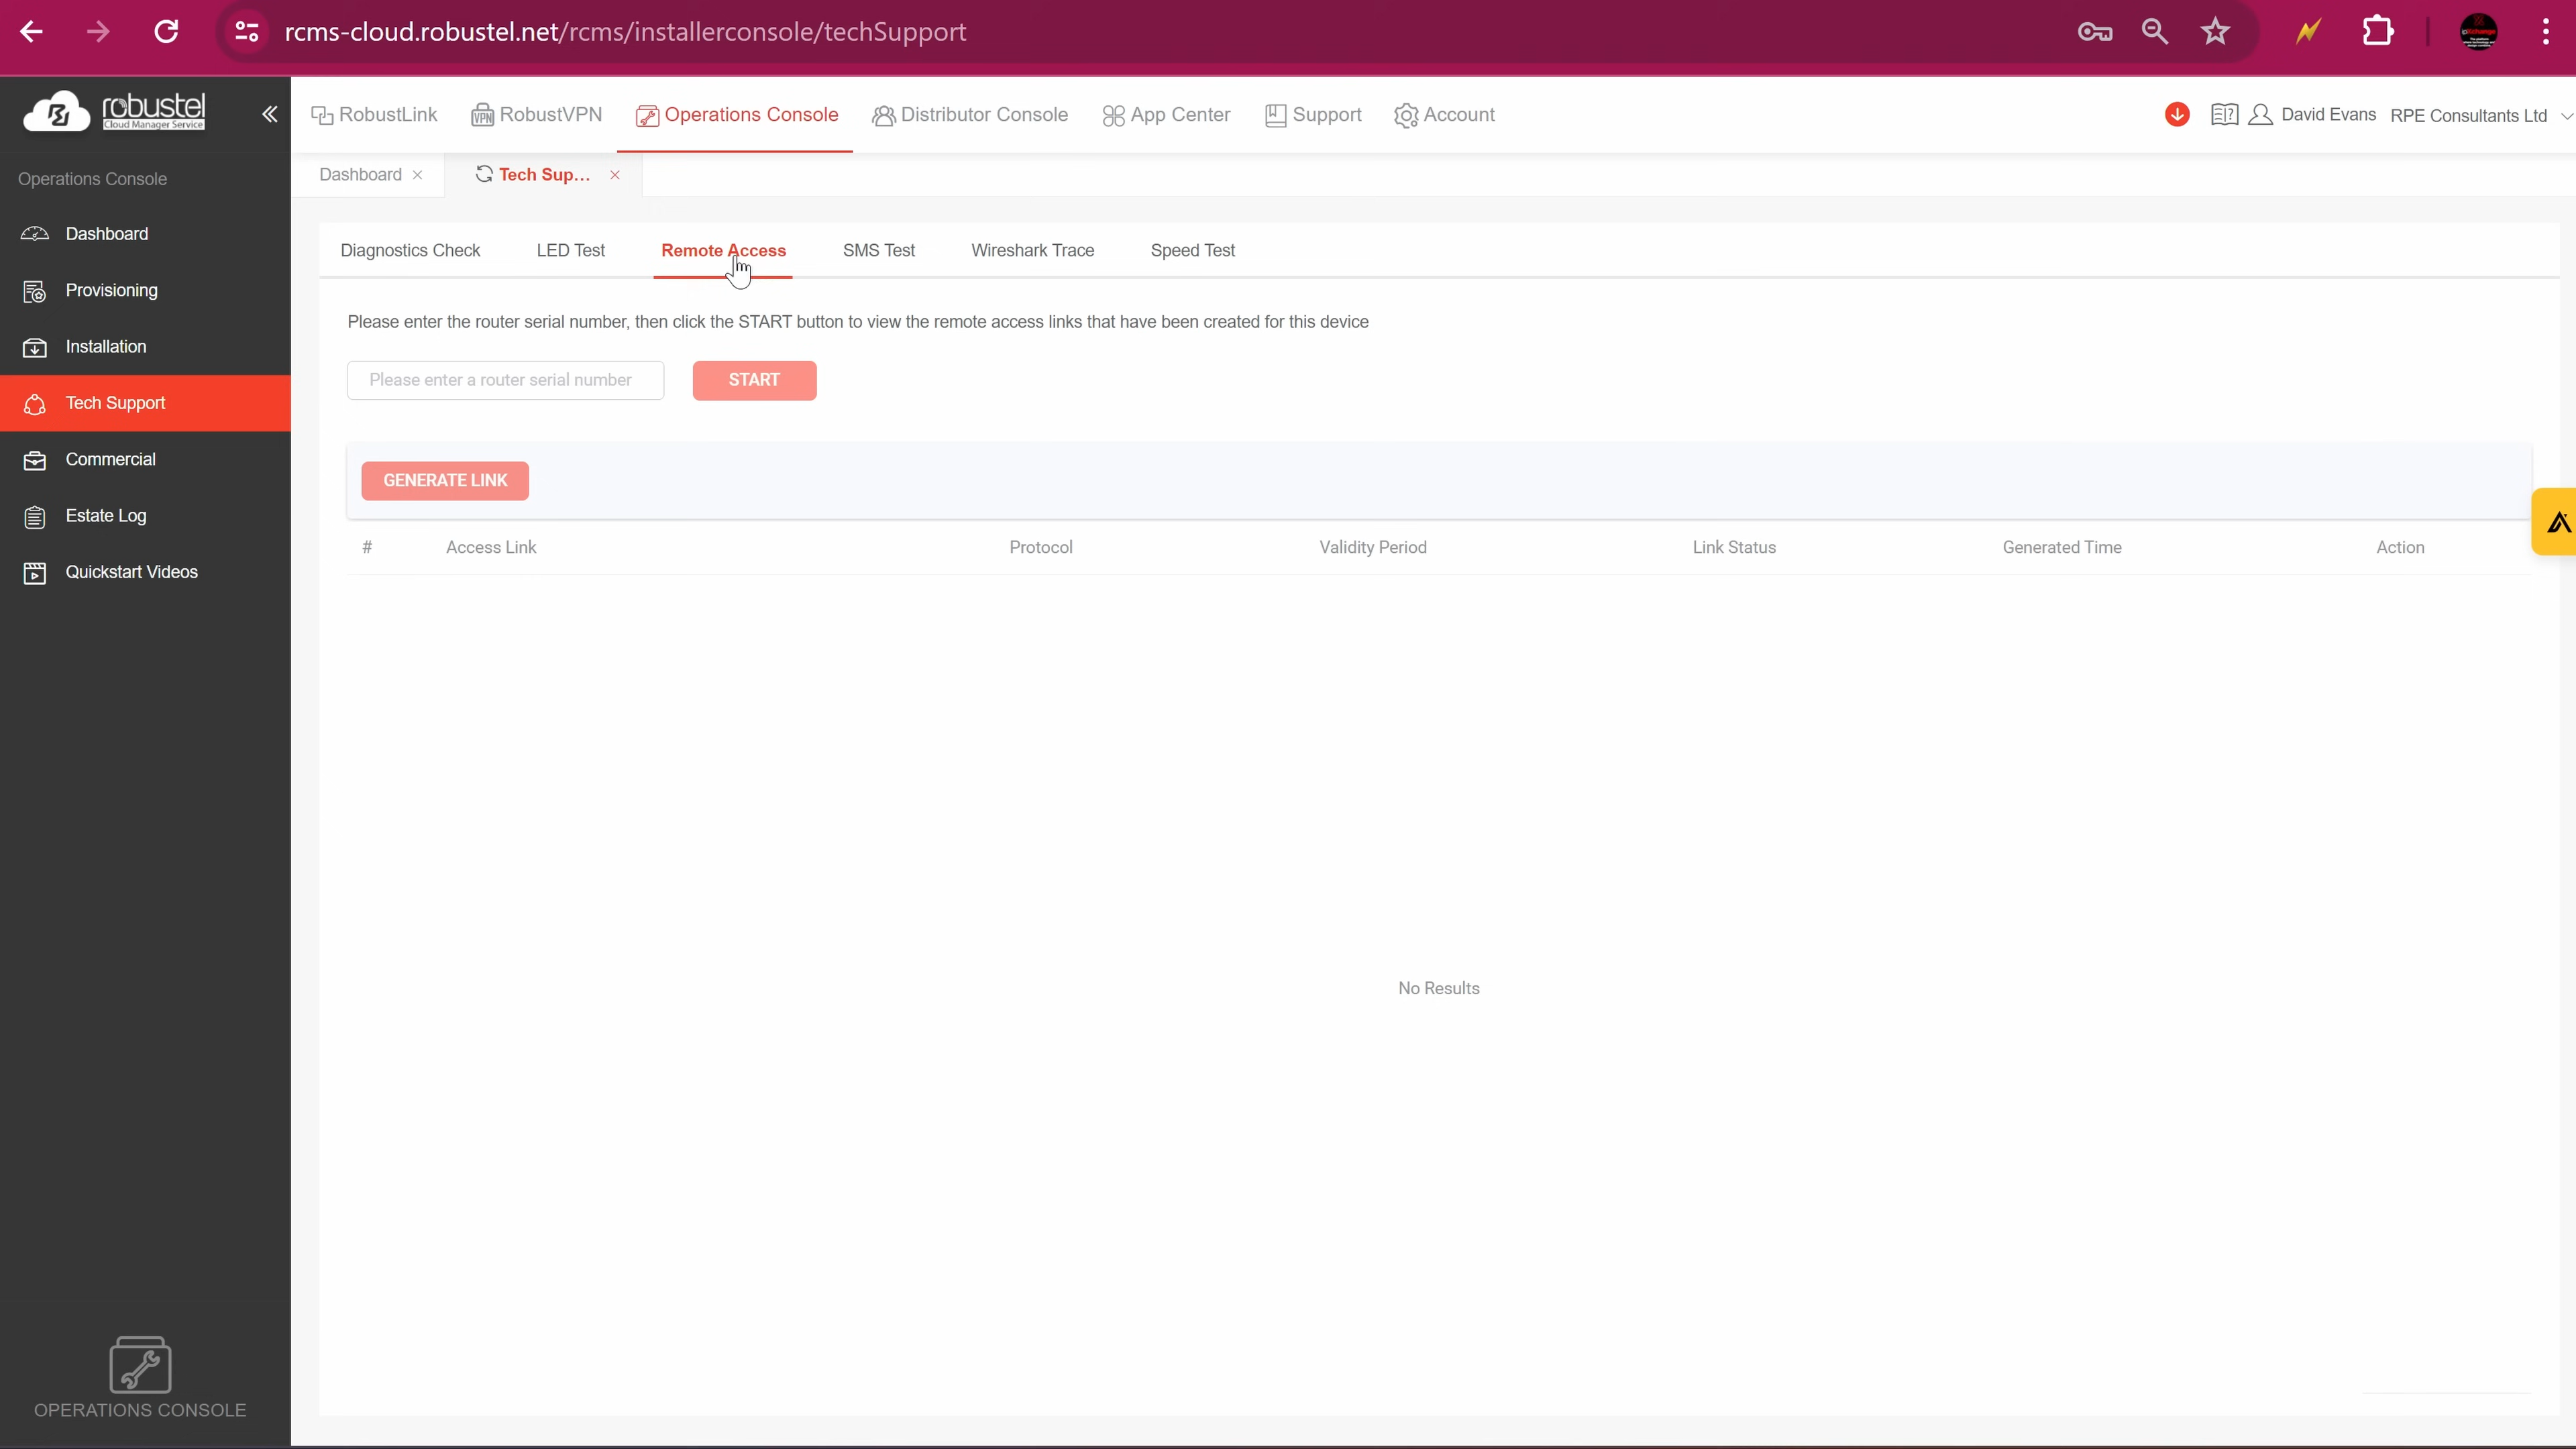 rcms-cloud.robustel.net/rcms/installerconsole/techSupport
robustel
Cloud Manager Service
RobustLink
VPN
RobustVPN
Operations Console
Distributor Console
App Center
Support
Account
David Evans
RPE Consultants Ltd
Operations Console
Dashboard
Provisioning
Installation
Tech Support
Commercial
Estate Log
Quickstart Videos
OPERATIONS CONSOLE
Dashboard
Tech Sup...
Diagnostics Check
LED Test
Remote Access
SMS Test
Wireshark Trace
Speed Test
Please enter the router serial number, then click the START button to view the remote access links that have been created for this device
Please enter a router serial number
START
GENERATE LINK
# Access Link Protocol Validity Period Link Status Generated Time Action
No Results